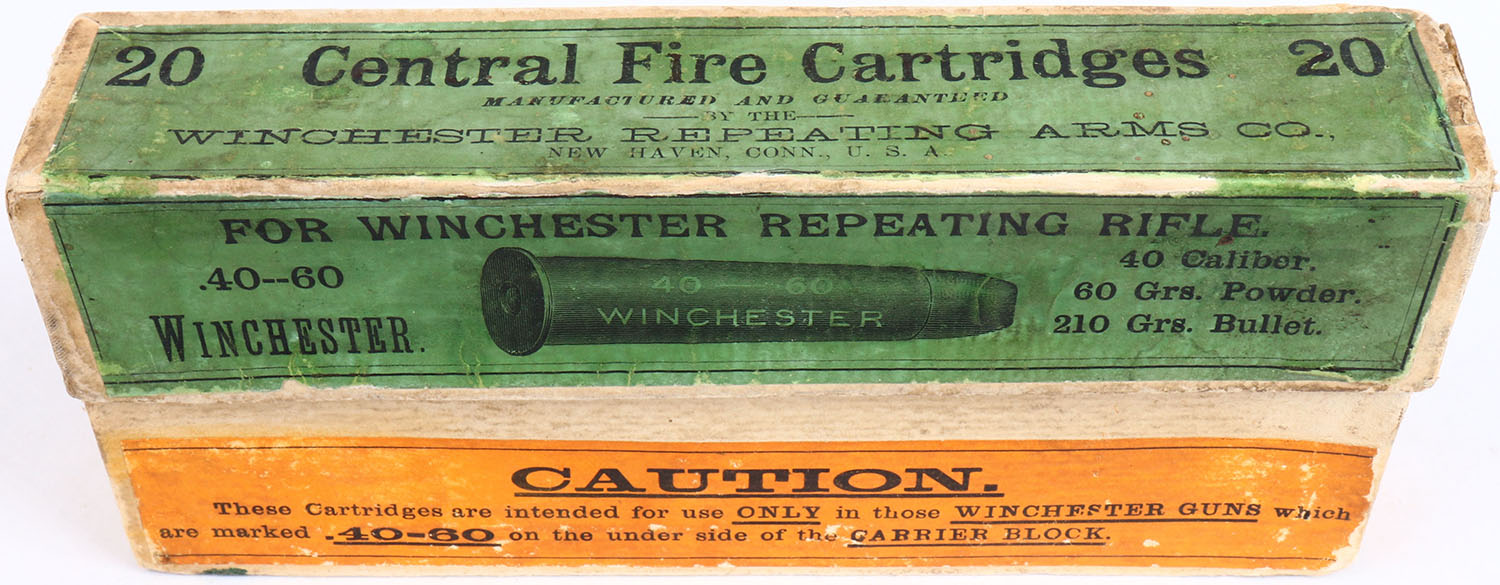 20 Central Fire Cartridges 20
MANUFACTURED AND GUARANTEED
BY THE
WINCHESTER REPEATING ARMS CO.,
NEW HAVEN, CONN., U. S. A.
FOR WINCHESTER REPEATING RIFLE.
.40--60
WINCHESTER.
40 60
WINCHESTER
40 Caliber.
60 Grs. Powder.
210 Grs. Bullet.
CAUTION.
These Cartridges are intended for use ONLY in those WINCHESTER GUNS which
are marked .40-60 on the under side of the CARRIER BLOCK.